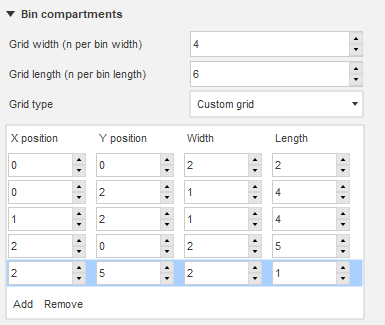 Bin compartments
Grid width (n per bin width) 4
Grid length (n per bin length) 6
Grid type Custom grid
X position Y position Width Length
0 0 2 2
0 2 1 4
1 2 1 4
2 0 2 5
2 5 2 1
Add Remove